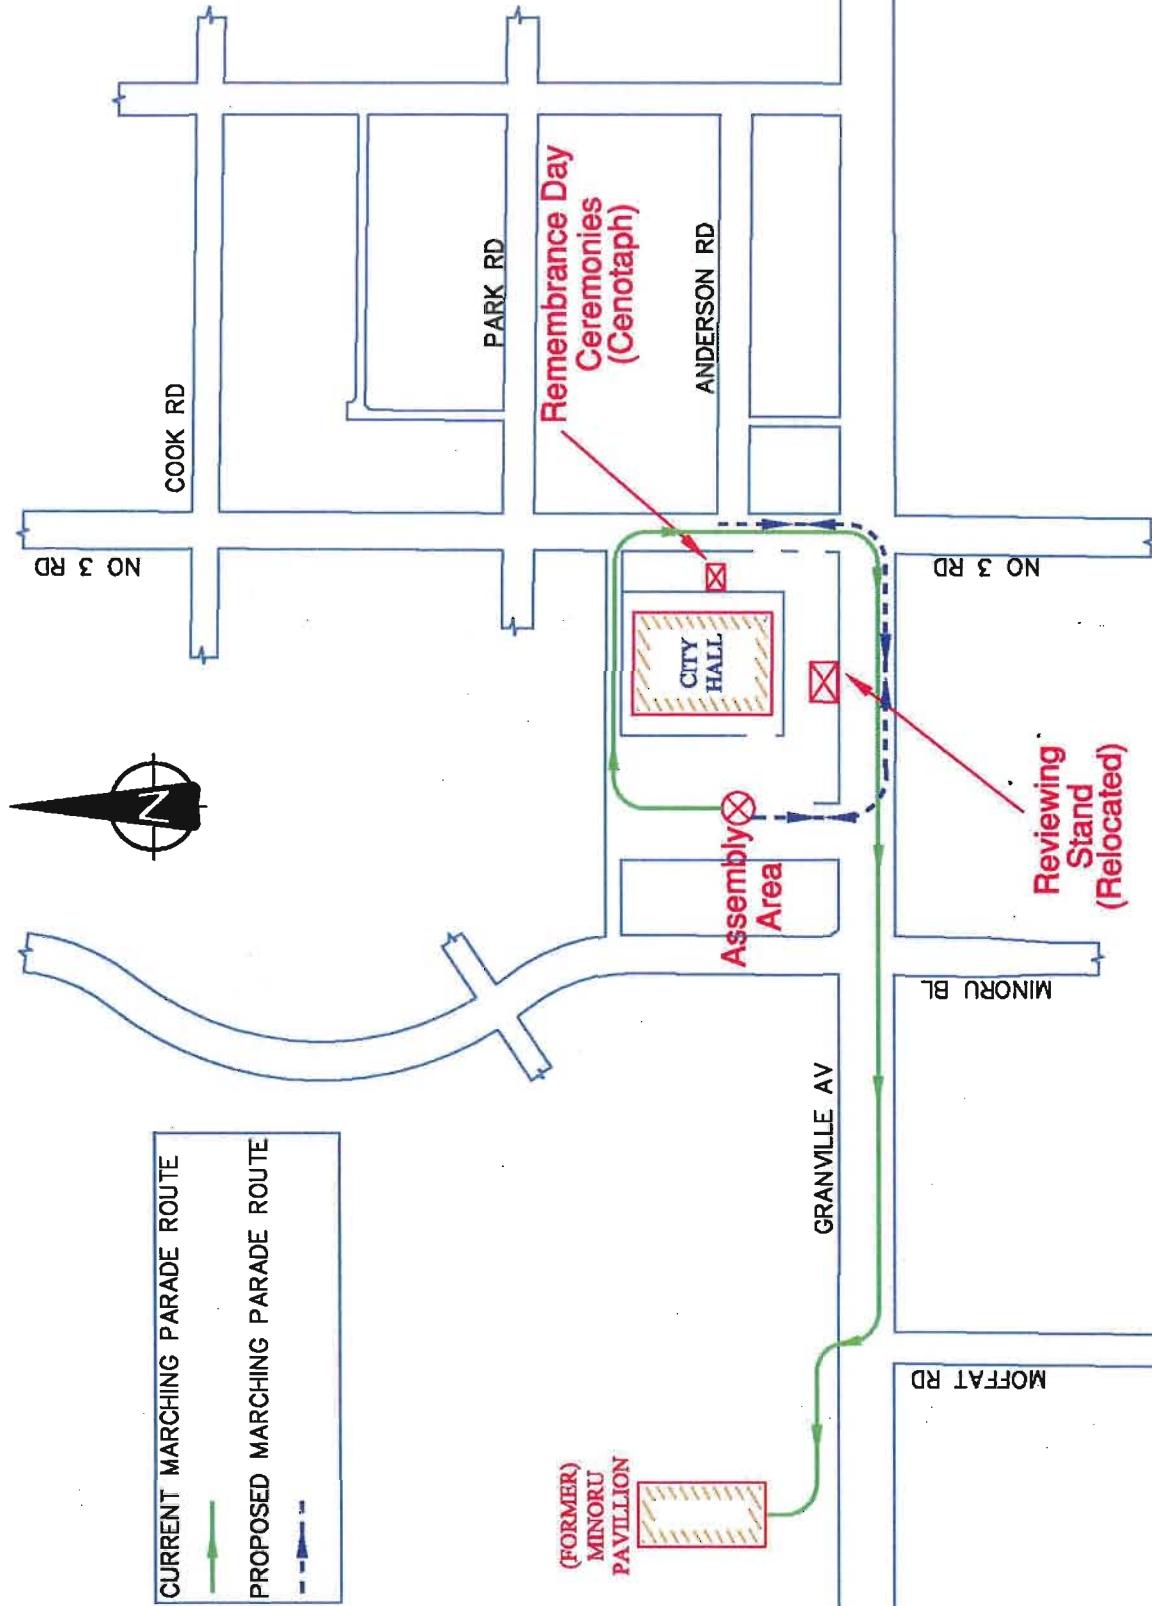 CURRENT MARCHING PARADE ROUTE
PROPOSED MARCHING PARADE ROUTE
N
COOK RD
NO 3 RD
PARK RD
Remembrance Day
Ceremonies
(Cenotaph)
ANDERSON RD
CITY
HALL
Assembly
Area
NO 3 RD
Reviewing
Stand
(Relocated)
MINORU BL
GRANVILLE AV
MOFFAT RD
(FORMER)
MINORU
PAVILLION